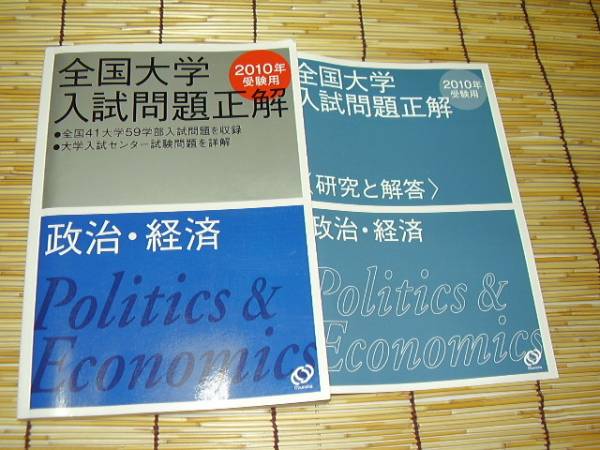 全国大学
入試問題正解
2010年
受験用
●全国41大学59学部入試問題を収録
●大学入試センター試験問題を詳解
政治・経済
Politics &
Economics
全国大学
入試問題正解
2010年
受験用
〈研究と解答〉
政治・経済
Politics &
Economics